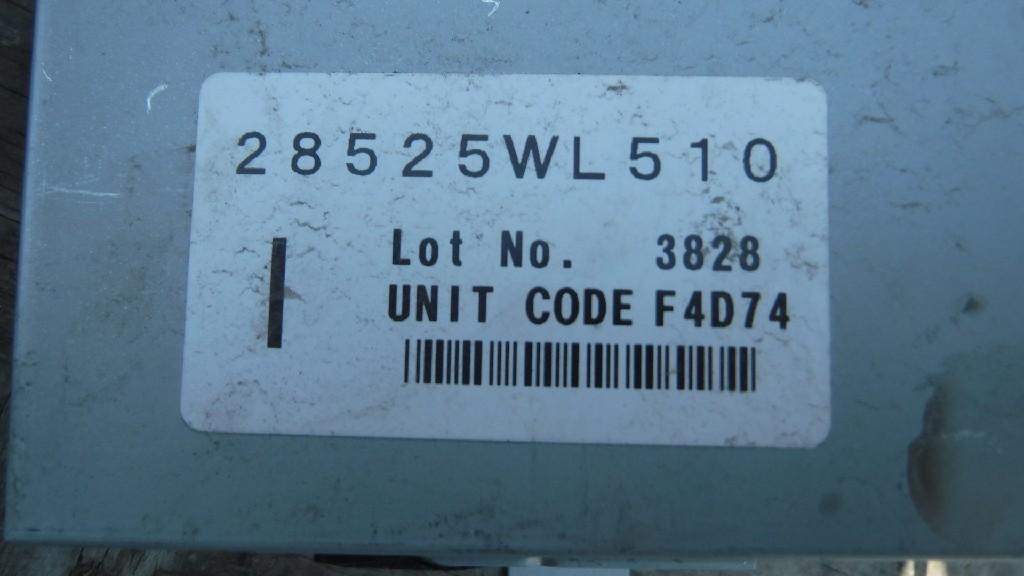 28525WL510
Lot No. 3828
UNIT CODE F4D74